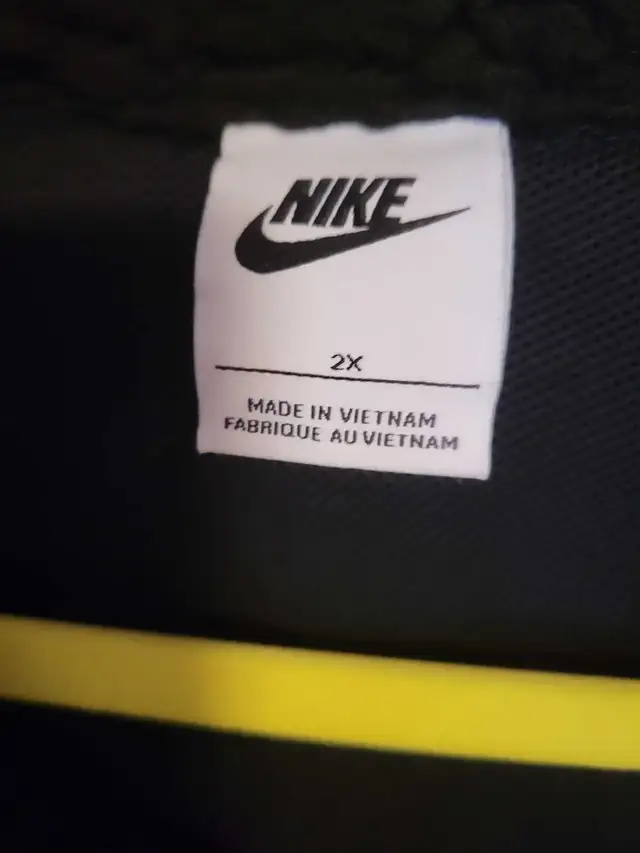 NIKE
2X
MADE IN VIETNAM
FABRIQUE AU VIETNAM